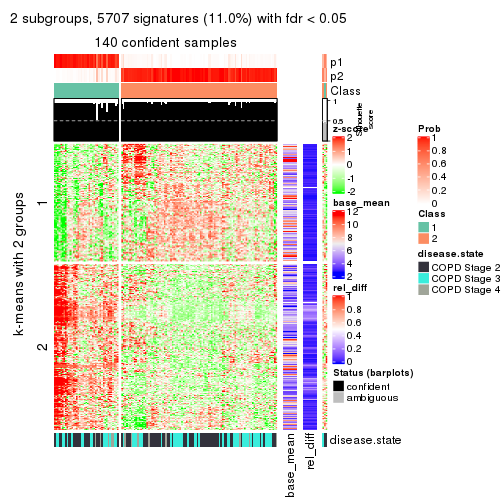 2 subgroups, 5707 signatures (11.0%) with fdr < 0.05
140 confident samples
p1
p2
Class
1
0.5
0
Silhouette
score
k-means with 2 groups
1
2
z-score
2
1
0
-1
-2
base_mean
12
10
8
6
4
2
rel_diff
1
0.8
0.6
0.4
0.2
0
Status (barplots)
confident
ambiguous
Prob
1
0.8
0.6
0.4
0.2
0
Class
1
2
disease.state
COPD Stage 2
COPD Stage 3
COPD Stage 4
disease.state
base_mean
rel_diff